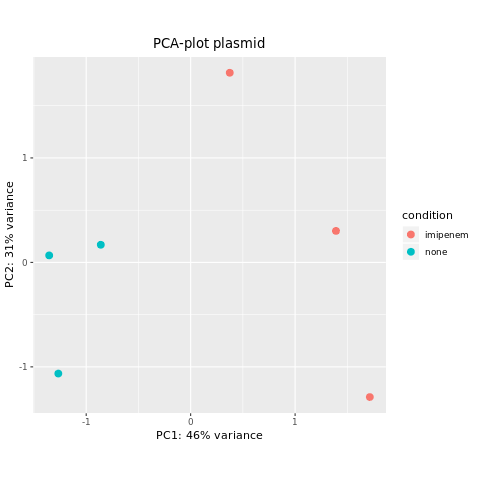 PCA-plot plasmid
PC2: 31% variance
1
0
-1
-1
0
1
PC1: 46% variance
condition
imipenem
none